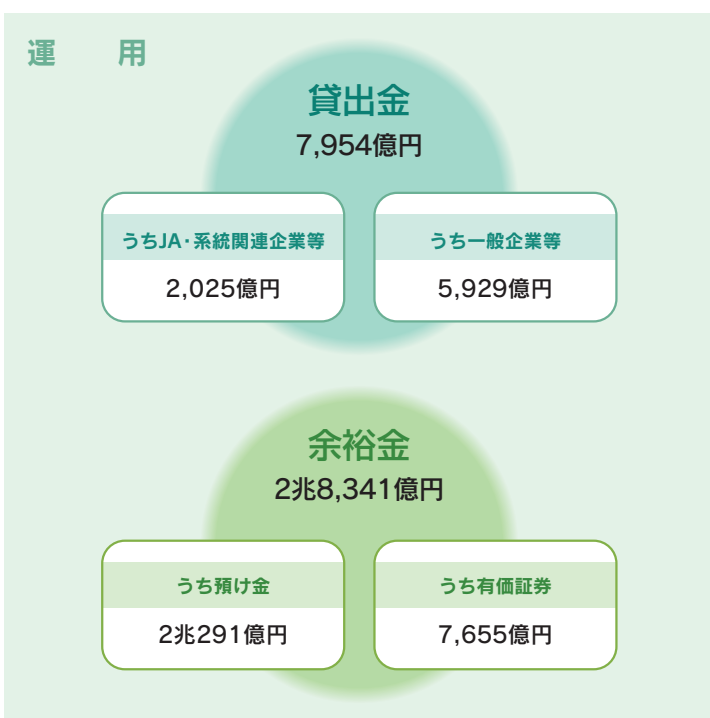 運用
貸出金
7,954億円
うちJA・系統関連企業等
うち一般企業等
2,025億円
5,929億円
余裕金
2兆8,341億円
うち預け金
うち有価証券
2兆291億円
7,655億円